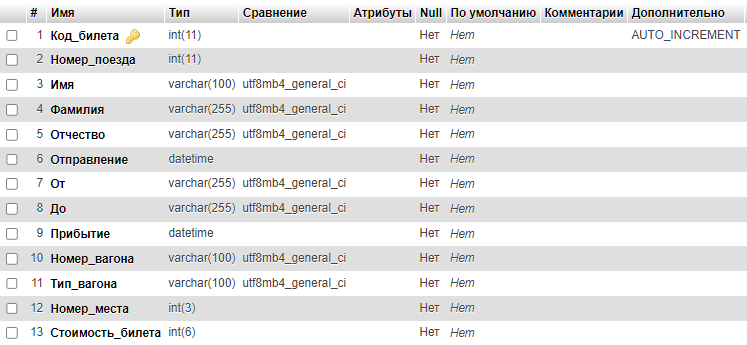 # Имя Тип Сравнение Атрибуты Null По умолчанию Комментарии Дополнительно
1 Код_билета int(11) Нет Нет AUTO_INCREMENT
2 Номер_поезда int(11) Нет Нет
3 Имя varchar(100) utf8mb4_general_ci Нет Нет
4 Фамилия varchar(255) utf8mb4_general_ci Нет Нет
5 Отчество varchar(255) utf8mb4_general_ci Нет Нет
6 Отправление datetime Нет Нет
7 От varchar(255) utf8mb4_general_ci Нет Нет
8 До varchar(255) utf8mb4_general_ci Нет Нет
9 Прибытие datetime Нет Нет
10 Номер_вагона varchar(100) utf8mb4_general_ci Нет Нет
11 Тип_вагона varchar(100) utf8mb4_general_ci Нет Нет
12 Номер_места int(3) Нет Нет
13 Стоимость_билета int(6) Нет Нет